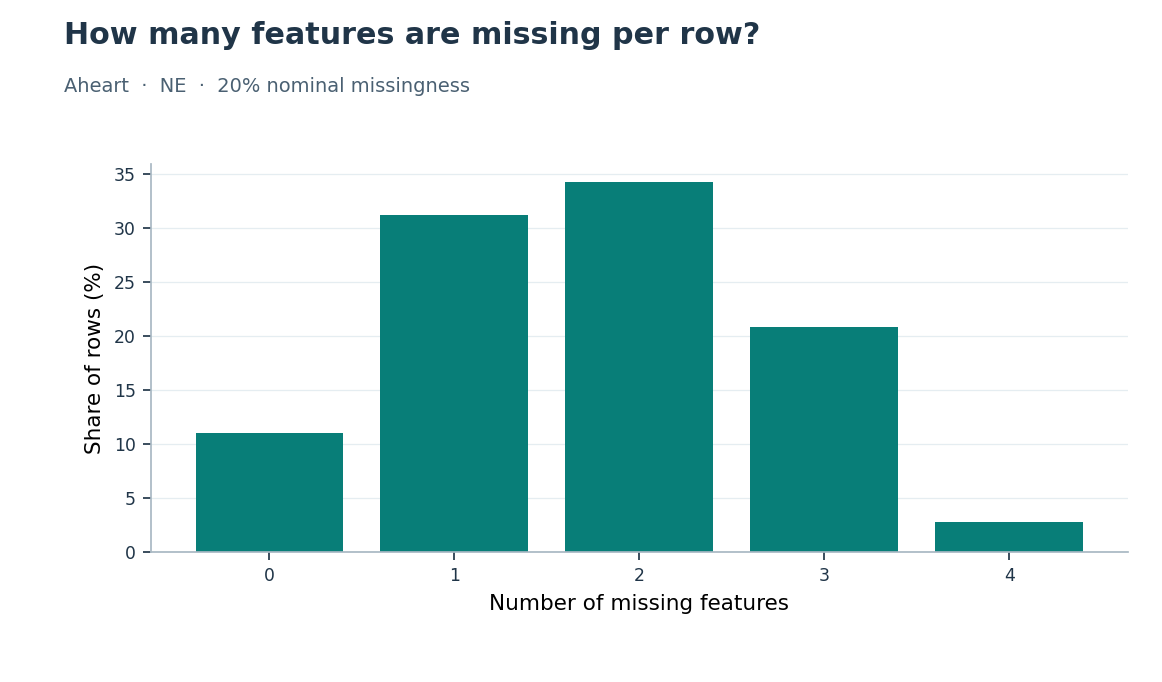 How many features are missing per row?
Aheart · NE · 20% nominal missingness
Share of rows (%)
35
30
25
20
15
10
5
0
0 1 2 3 4
Number of missing features